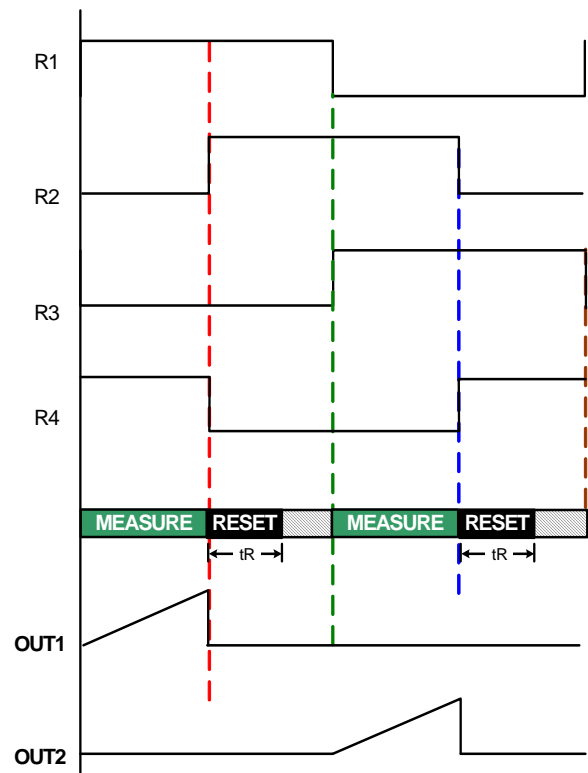 R1
R2
R3
R4
MEASURE RESET MEASURE RESET
tR tR
OUT1
OUT2